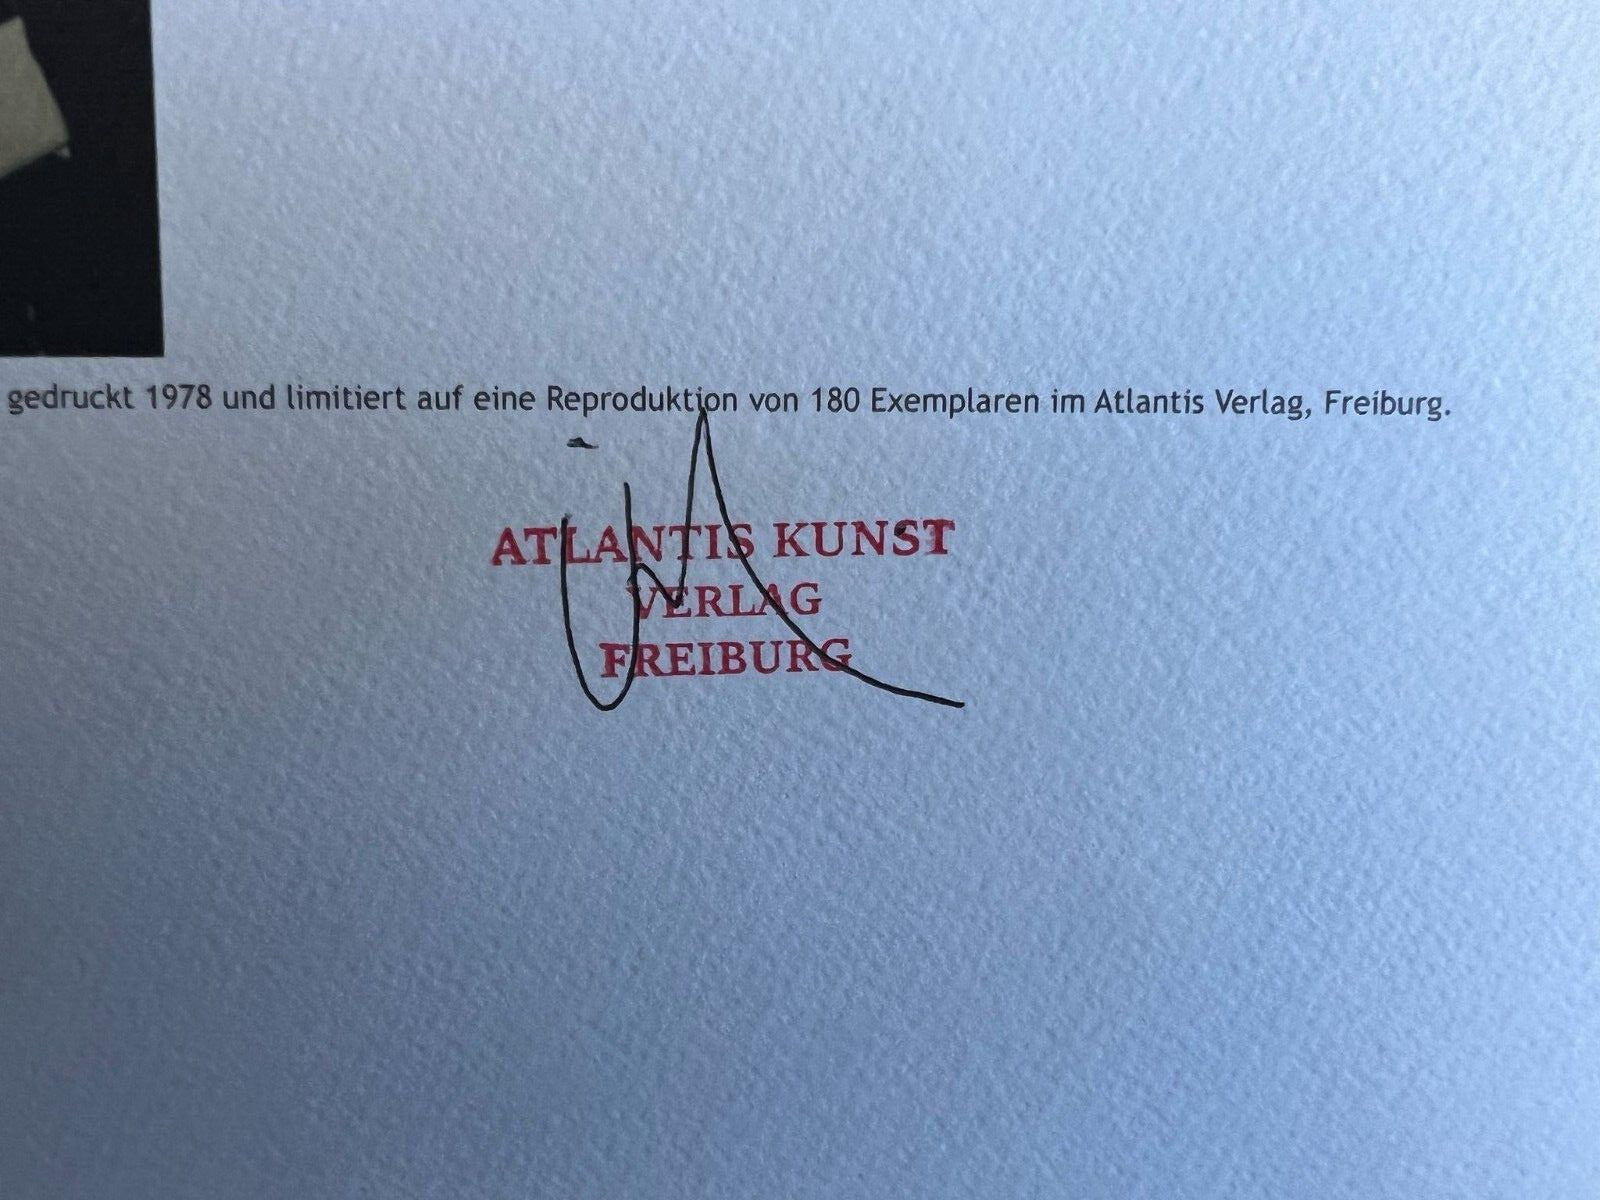 gedruckt 1978 und limitiert auf eine Reproduktion von 180 Exemplaren im Atlantis Verlag, Freiburg.
ATLANTIS KUNST
VERLAG
FREIBURG